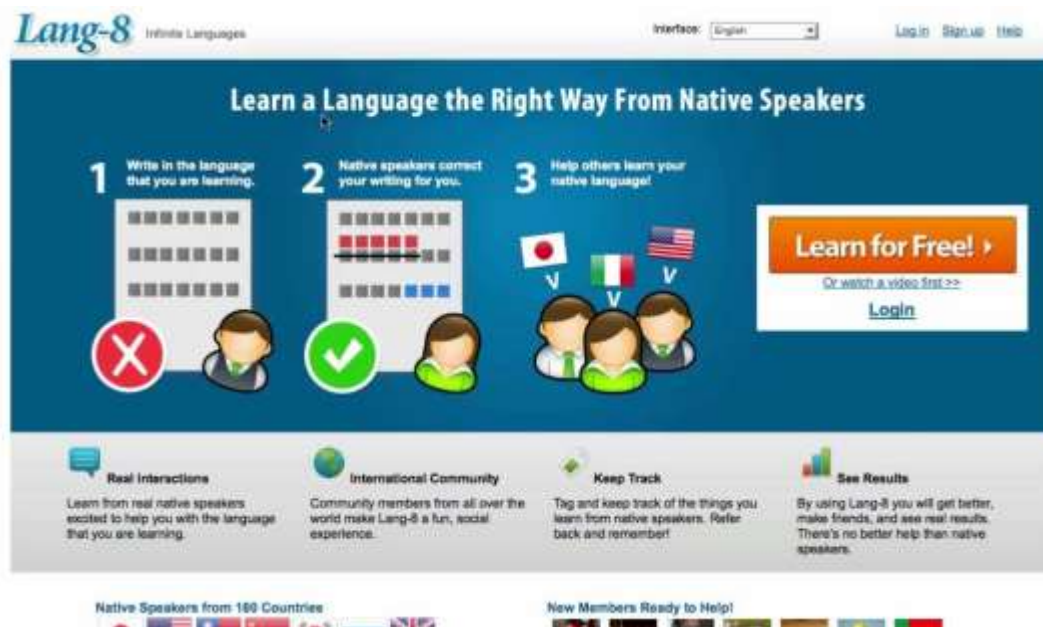 Lang-8 Infinite Languages
Interface: English
Log in Sign up Help
Learn a Language the Right Way From Native Speakers
1 Write in the language
that you are learning.
2 Native speakers correct
your writing for you.
3 Help others learn your
native language!
Learn for Free!
Or watch a video first >>
Login
Real Interactions
Learn from real native speakers
excited to help you with the language
that you are learning.
International Community
Community members from all over the
world make Lang-8 a fun, social
experience.
Keep Track
Tag and keep track of the things you
learn from native speakers. Refer
back and remember!
See Results
By using Lang-8 you will get better,
make friends, and see real results.
There's no better help than native
speakers.
Native Speakers from 180 Countries
New Members Ready to Help!